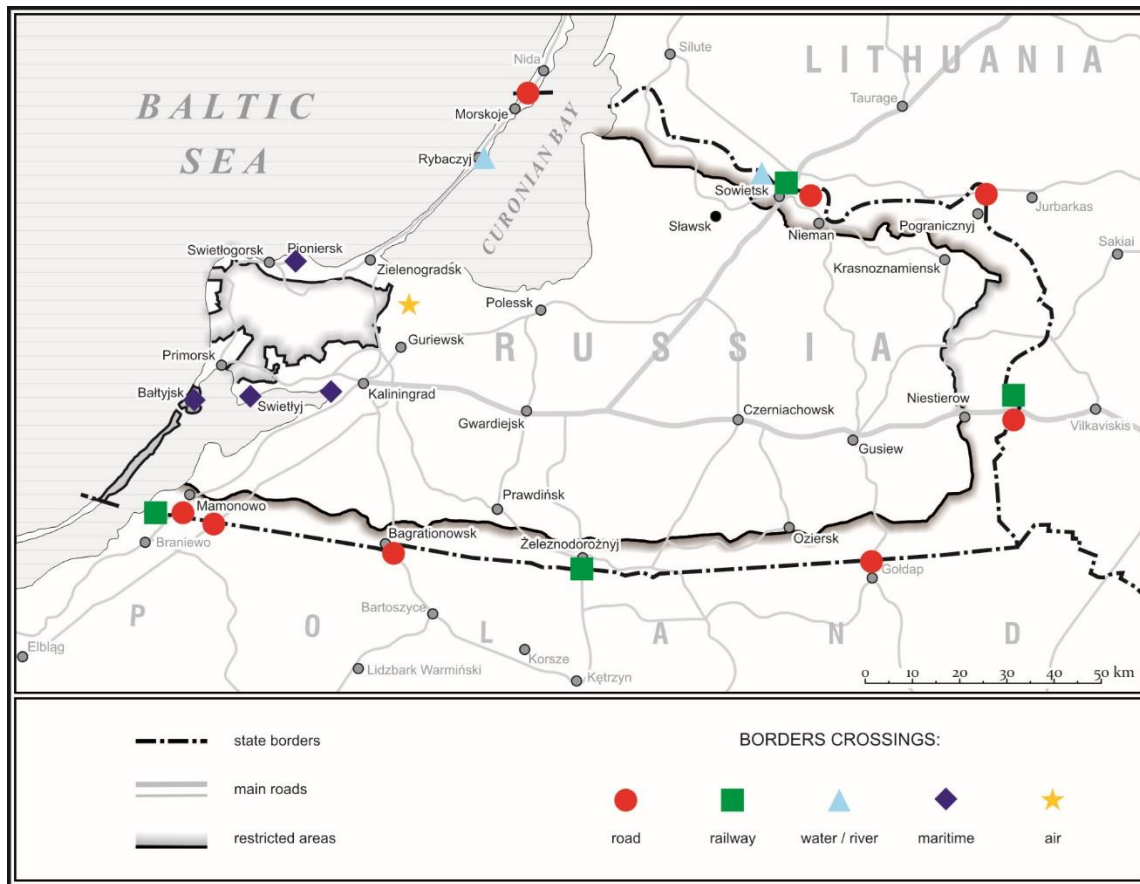 Silute
LITHUANIA
Nida
BALTIC
SEA
Taurage
Morskoje
CURONIAN BAY
Rybaczyj
Sowietsk
Jurbarkas
Sławsk
Nieman
Pogranicznyj
Sakiai
Swietłogorsk
Pioniersk
Zielenogradsk
Krasnoznamiensk
Polessk
Guriewsk
RUSSIA
Primorsk
Bałtyjsk
Swietłyj
Kaliningrad
Gwardiejsk
Czerniachowsk
Niestierow
Vilkaviskis
Gusiew
Mamonowo
Prawdińsk
Braniewo
Bagrationowsk
Żeleznodorożnyj
Oziersk
Gołdap
Bartoszyce
POLAND
Elbląg
Lidzbark Warmiński
Korsze
Kętrzyn
0 10 20 30 40 50 km
state borders
main roads
restricted areas
BORDERS CROSSINGS:
road
railway
water / river
maritime
air